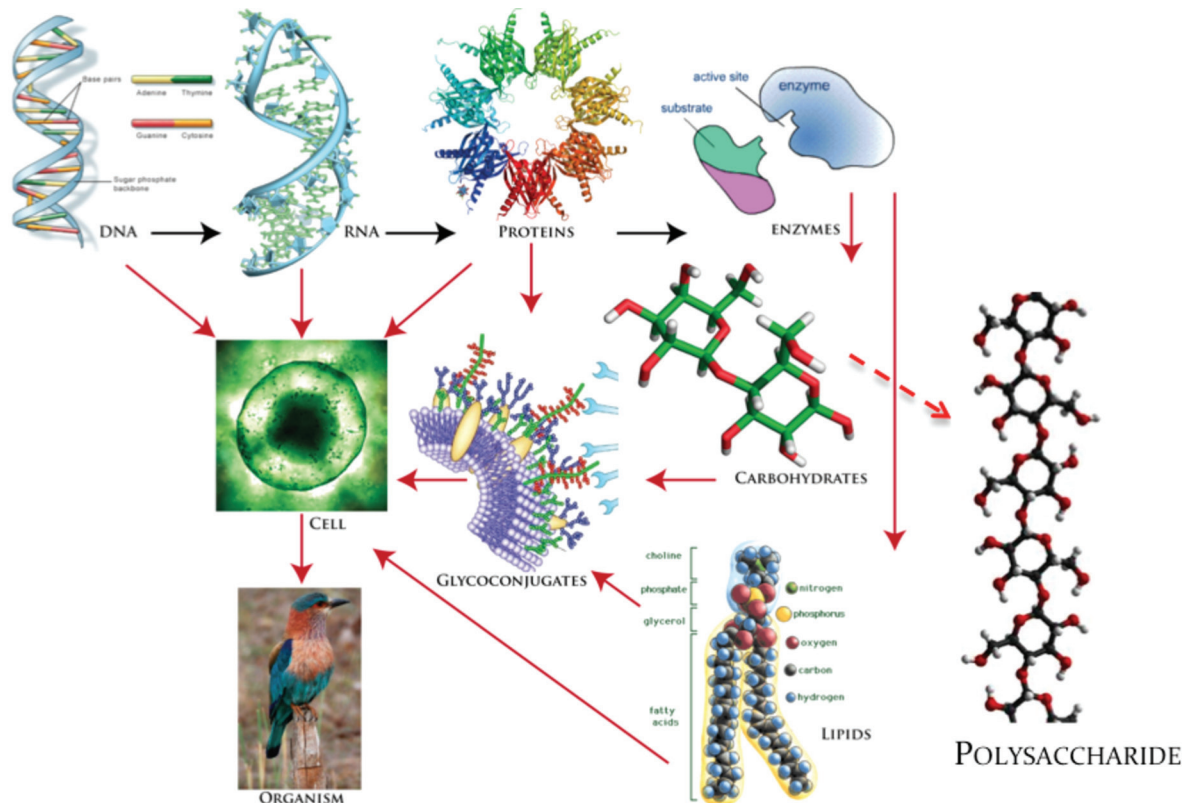 Base pairs
Adenine Thymine
Guanine Cytosine
Sugar phosphate
backbone
DNA
RNA
PROTEINS
active site
enzyme
substrate
ENZYMES
CARBOHYDRATES
CELL
GLYCOCONJUGATES
choline
phosphate
glycerol
fatty
acids
nitrogen
phosphorus
oxygen
carbon
hydrogen
LIPIDS
POLYSACCHARIDE
ORGANISM